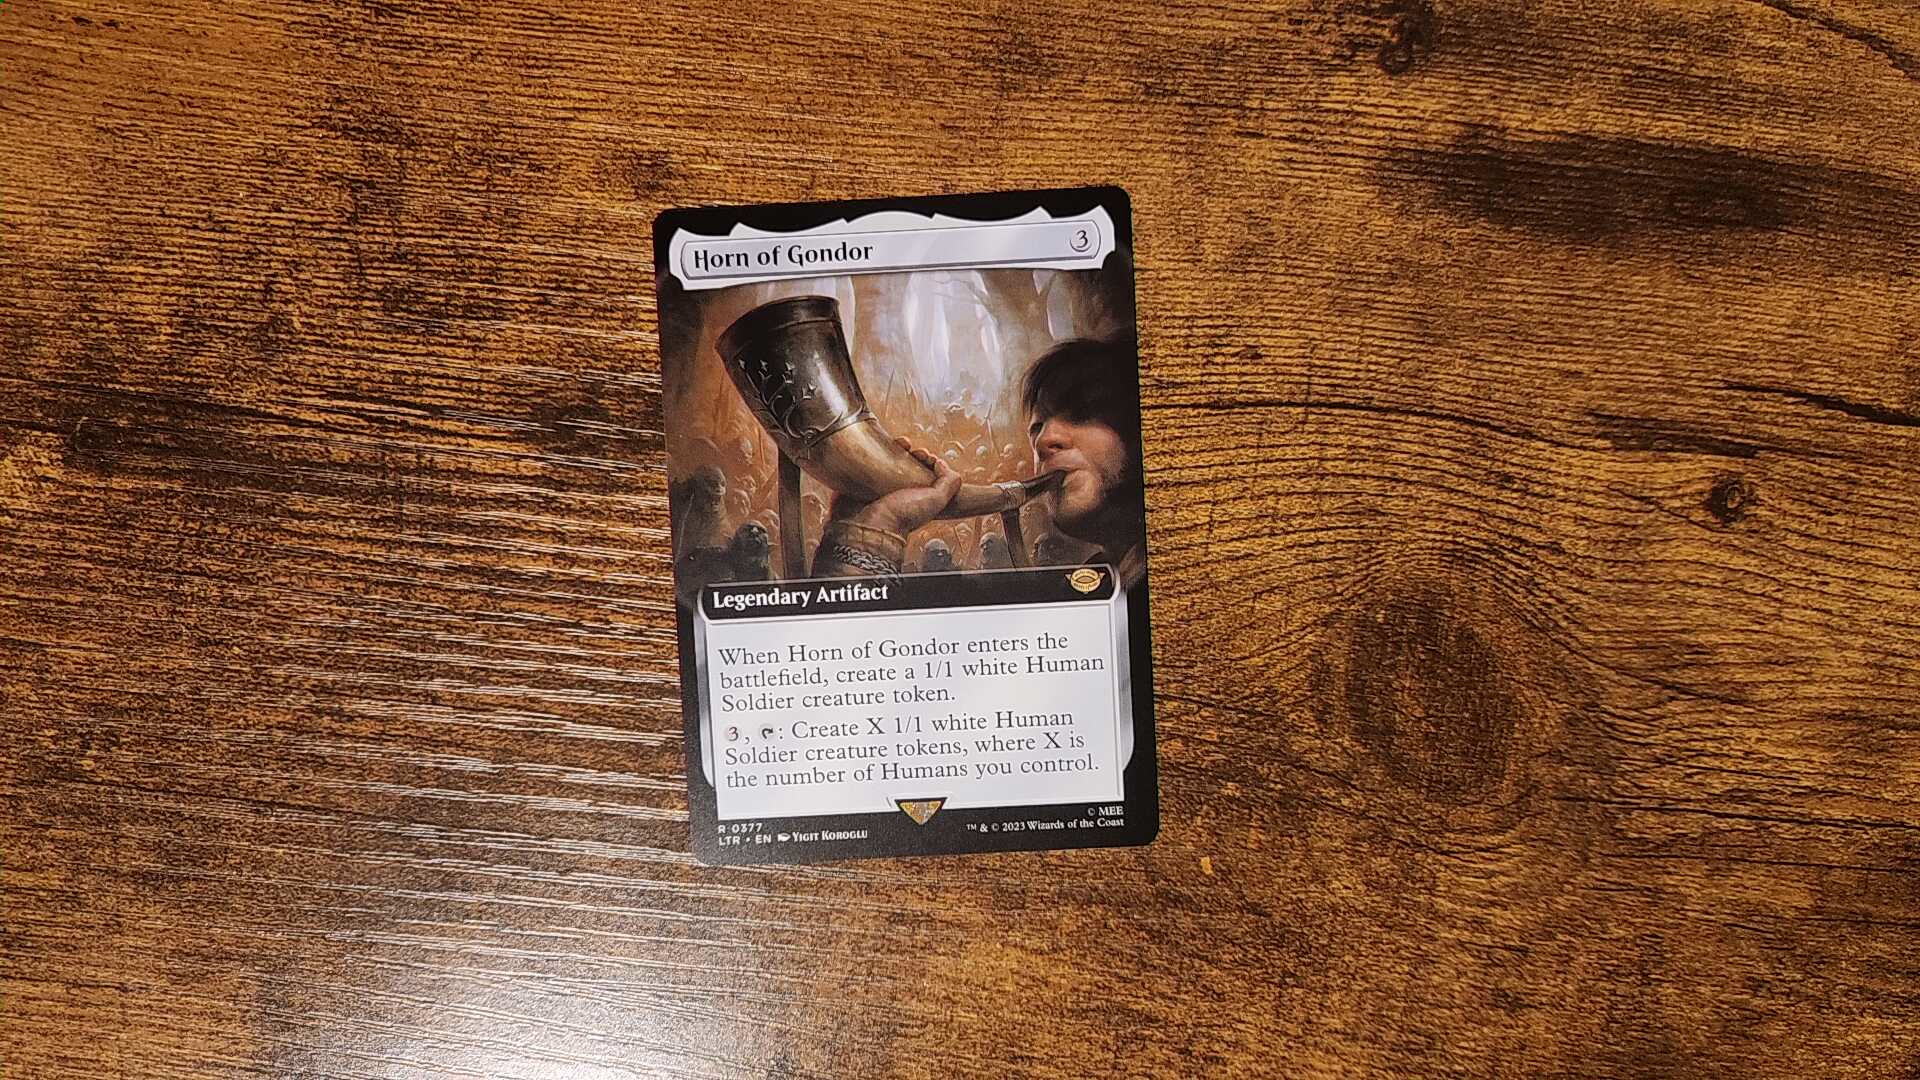 Horn of Gondor 3
Legendary Artifact
When Horn of Gondor enters the
battlefield, create a 1/1 white Human
Soldier creature token.
3, : Create X 1/1 white Human
Soldier creature tokens, where X is
the number of Humans you control.
R 0377
LTR • EN YIGIT KOROGLU
© MEE
™ & © 2023 Wizards of the Coast